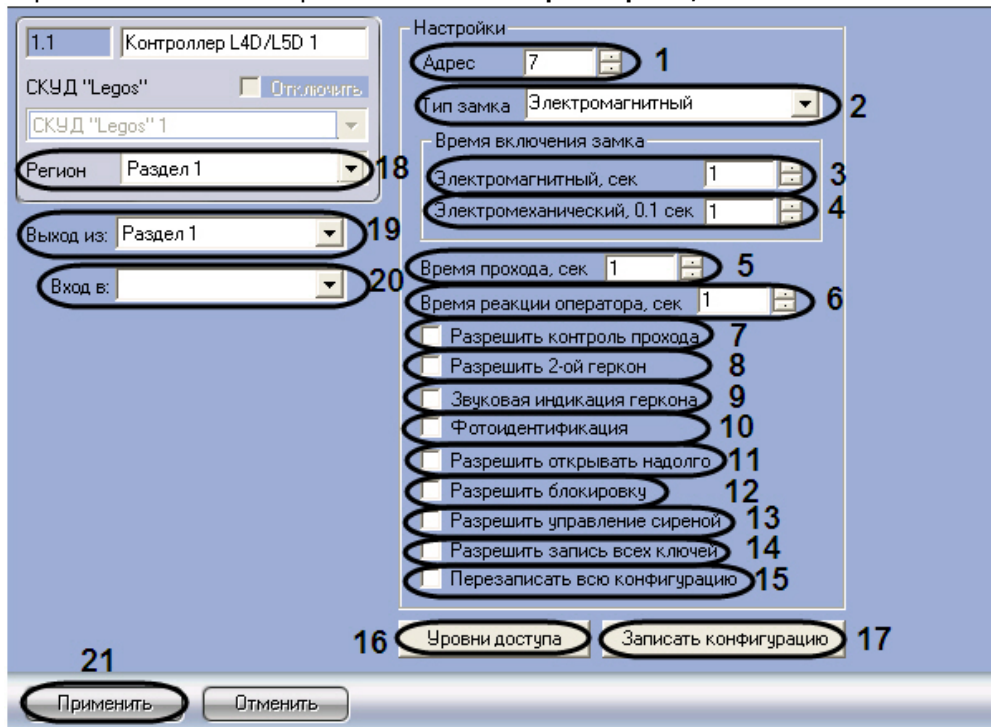 1.1 Контроллер L4D/L5D 1
СКУД "Legos" Отключить
СКУД "Legos" 1
Регион Раздел 1 18
Выход из: Раздел 1 19
Вход в: 20
Настройки
Адрес 7 1
Тип замка Электромагнитный 2
Время включения замка
Электромагнитный, сек 1 3
Электромеханический, 0.1 сек 1 4
Время прохода, сек 1 5
Время реакции оператора, сек 1 6
Разрешить контроль прохода 7
Разрешить 2-ой геркон 8
Звуковая индикация геркона 9
Фотоидентификация 10
Разрешить открывать надолго 11
Разрешить блокировку 12
Разрешить управление сиреной 13
Разрешить запись всех ключей 14
Перезаписать всю конфигурацию 15
16 Уровни доступа Записать конфигурацию 17
21
Применить Отменить